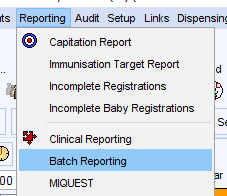 Reporting Audit Setup Links Dispensing
Capitation Report
Immunisation Target Report
Incomplete Registrations
Incomplete Baby Registrations
Clinical Reporting
Batch Reporting
MIQUEST